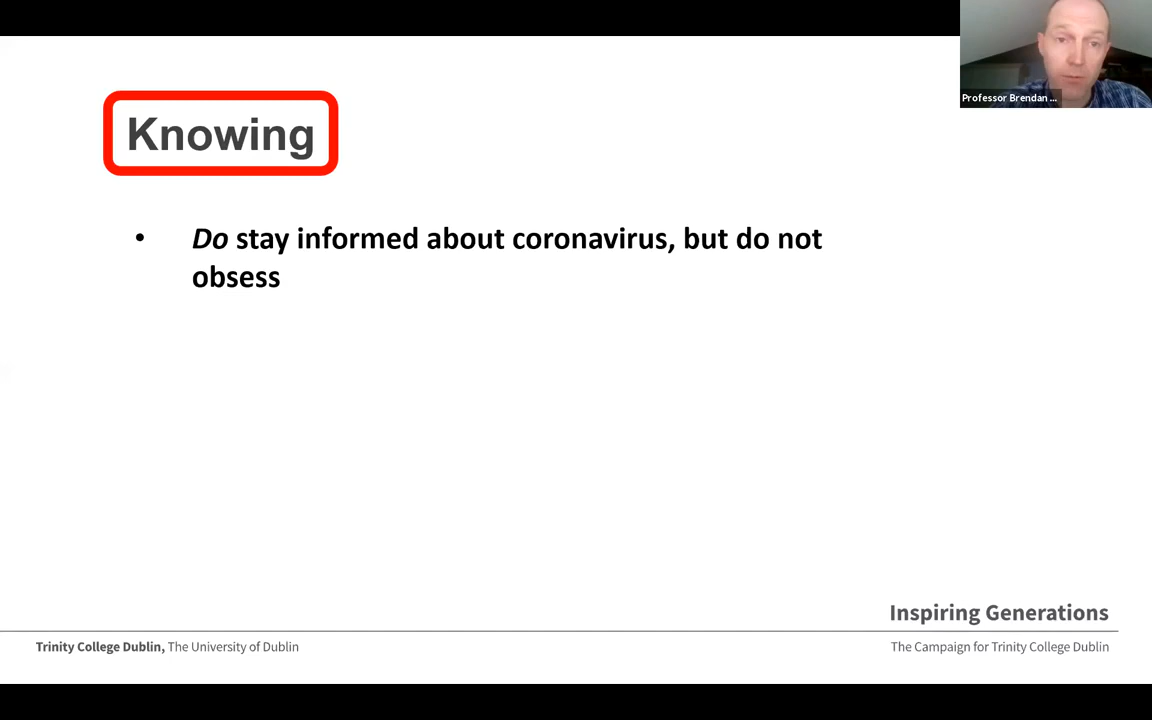 Professor Brendan ...
Knowing
• Do stay informed about coronavirus, but do not
obsess
Inspiring Generations
Trinity College Dublin, The University of Dublin
The Campaign for Trinity College Dublin